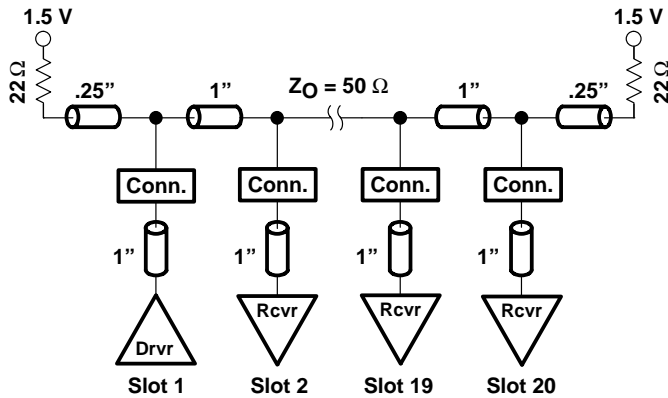 1.5 V
1.5 V
22 Ω
.25”
1”
Z_O = 50 Ω
1”
.25”
22 Ω
Conn.
Conn.
Conn.
Conn.
1”
1”
1”
1”
Drvr
Rcvr
Rcvr
Rcvr
Slot 1
Slot 2
Slot 19
Slot 20